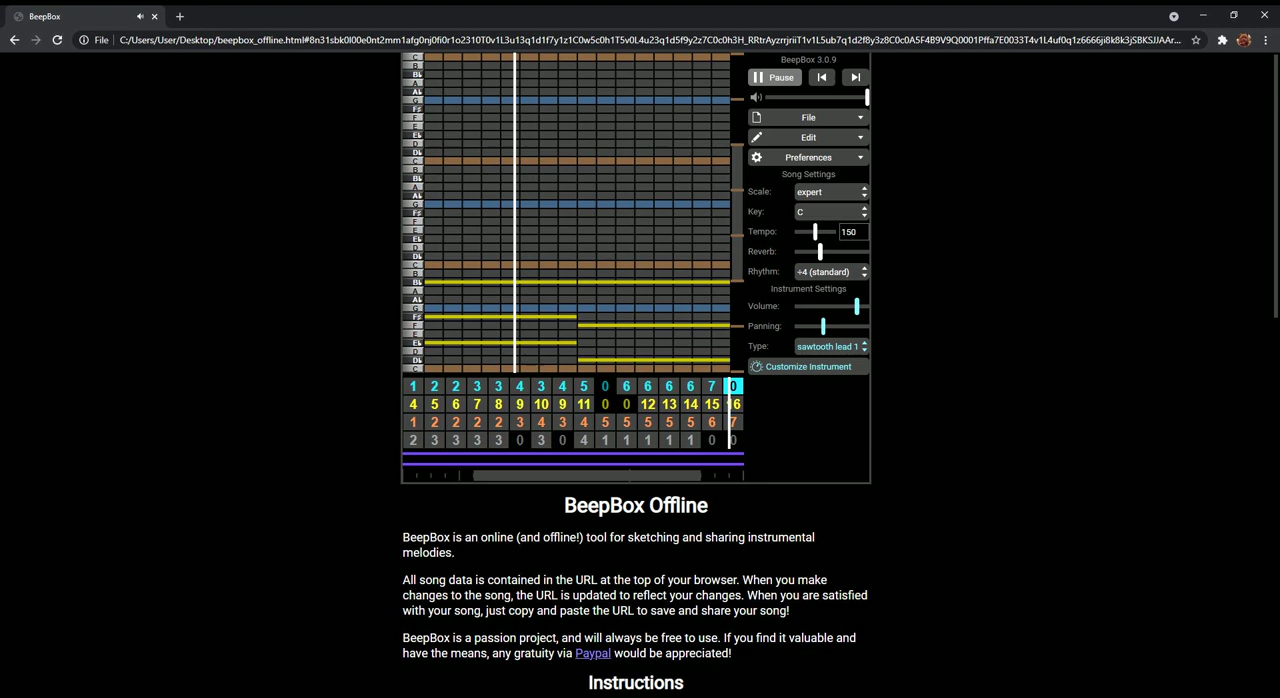 BeepBox
File C:/Users/User/Desktop/beepbox_offline.html#8n31sbk0l00e0nt2mm1afg0nj0fi0r1o2310T0v1L3u13q1d1f7y1z1C0w5c0h1T5v0L4u23q1d5f9y2z7C0c0h3H_RRtrAyzrrjriiT1v1L5ub7q1d2f8y3z8C0c0A5F4B9V9Q0001Pffa7E0033T4v1L4uf0q1z6666ji8k8k3jSBKSJJAAr...
C
B
B♭
A
A♭
G
F♯
F
E
E♭
D
D♭
C
B
B♭
A
A♭
G
F♯
F
E
E♭
D
D♭
C
B
B♭
A
A♭
G
F♯
F
E
E♭
D
D♭
C
BeepBox 3.0.9
Pause
File
Edit
Preferences
Song Settings
Scale: expert
Key: C
Tempo: 150
Reverb:
Rhythm: ÷4 (standard)
Instrument Settings
Volume:
Panning:
Type: sawtooth lead 1
Customize Instrument
1 2 2 3 3 4 3 4 5 0 6 6 6 6 7 0
4 5 6 7 8 9 10 9 11 0 0 12 13 14 15 16
1 2 2 2 2 3 4 3 4 5 5 5 5 5 6 7
2 3 3 3 3 0 3 0 4 1 1 1 1 1 0 0
BeepBox Offline
BeepBox is an online (and offline!) tool for sketching and sharing instrumental
melodies.
All song data is contained in the URL at the top of your browser. When you make
changes to the song, the URL is updated to reflect your changes. When you are satisfied
with your song, just copy and paste the URL to save and share your song!
BeepBox is a passion project, and will always be free to use. If you find it valuable and
have the means, any gratuity via Paypal would be appreciated!
Instructions